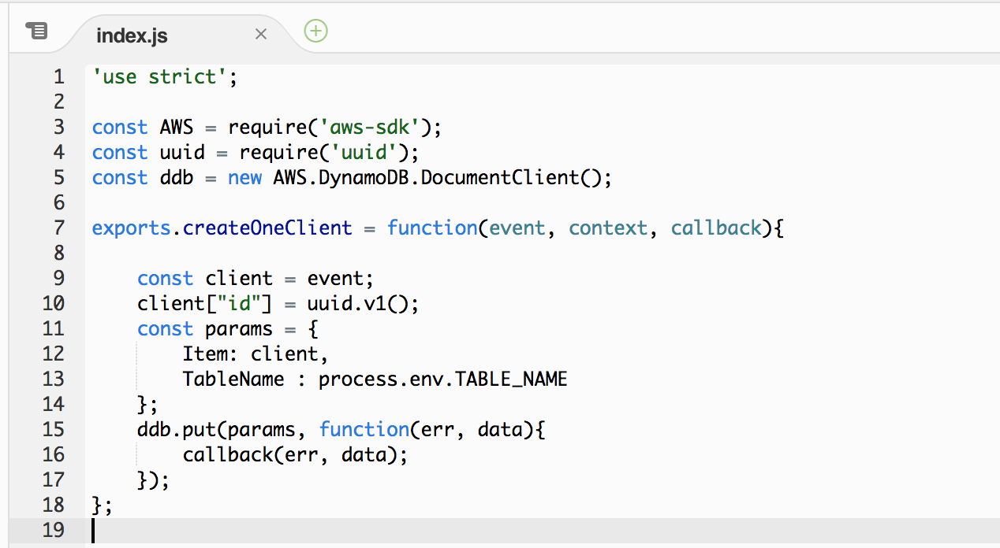 index.js
1 'use strict';
2
3 const AWS = require('aws-sdk');
4 const uuid = require('uuid');
5 const ddb = new AWS.DynamoDB.DocumentClient();
6
7 exports.createOneClient = function(event, context, callback){
8
9     const client = event;
10     client["id"] = uuid.v1();
11     const params = {
12         Item: client,
13         TableName : process.env.TABLE_NAME
14     };
15     ddb.put(params, function(err, data){
16         callback(err, data);
17     });
18 };
19